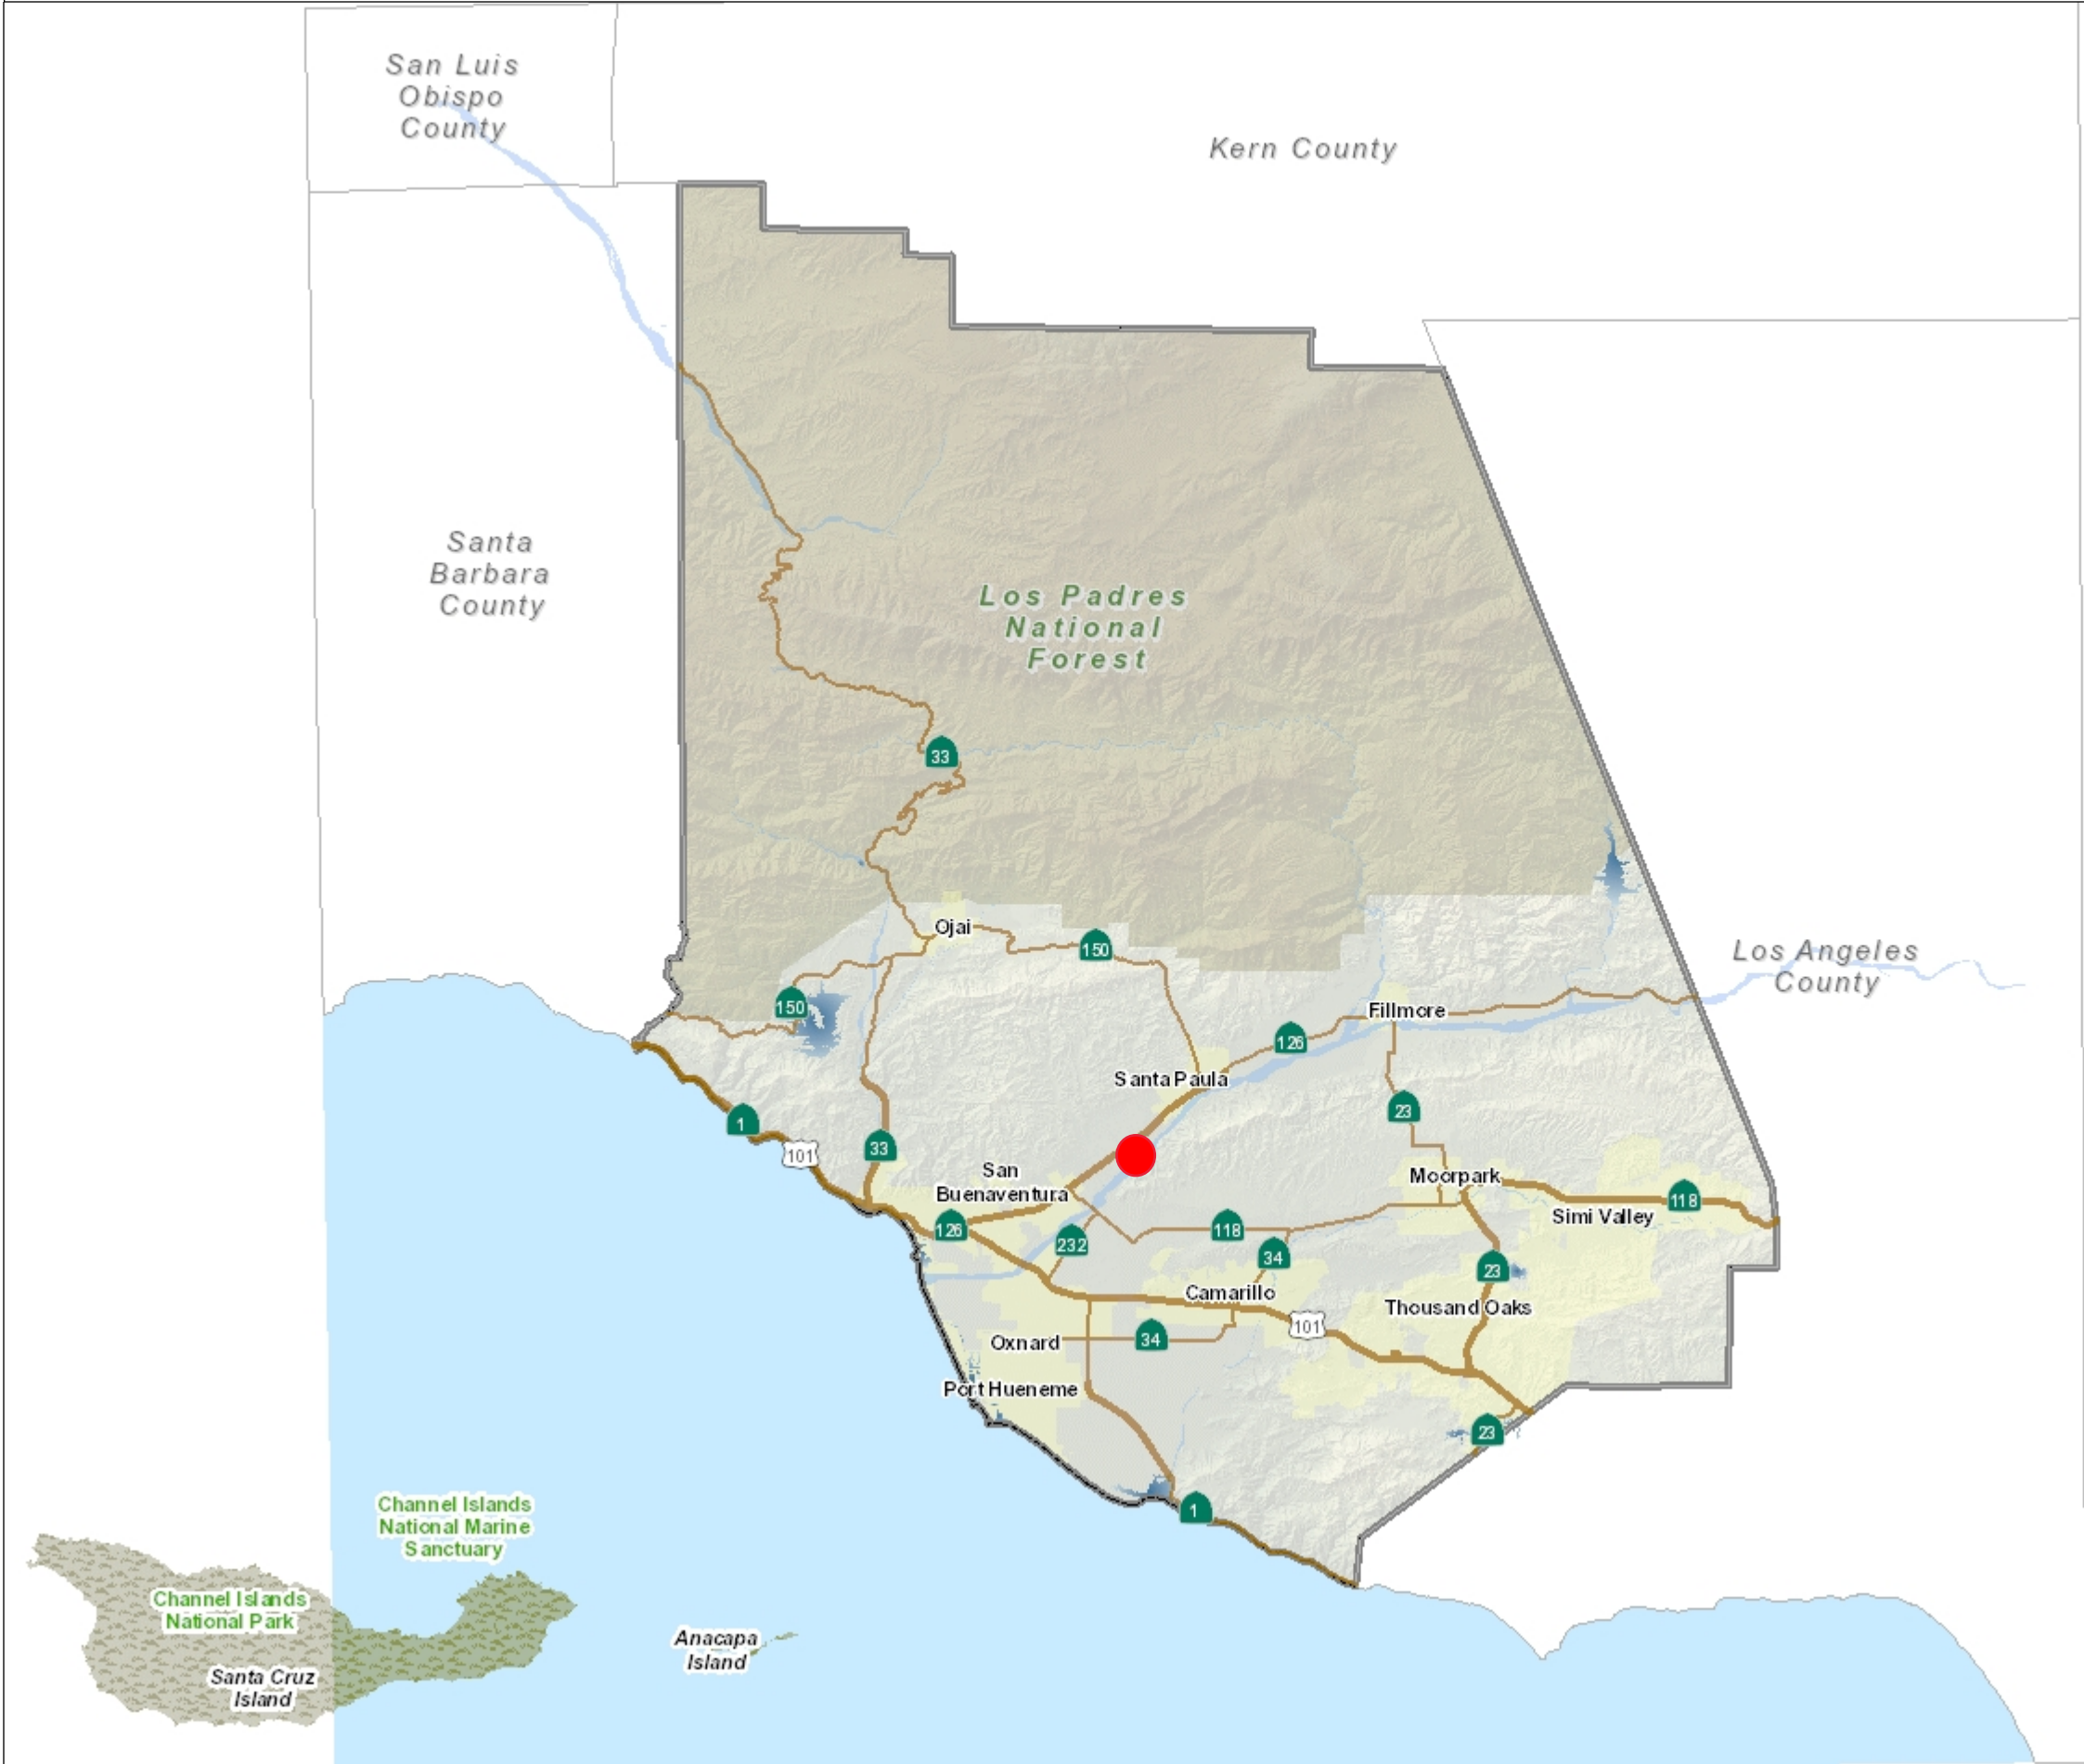 San Luis
Obispo
County
Kern County
Santa
Barbara
County
Los Padres
National
Forest
33
Ojai
150
Los Angeles
County
150
Fillmore
126
Santa Paula
23
1
33
101
San
Buenaventura
Moorpark
118
Simi Valley
126
118
232
34
23
Camarillo
Thousand Oaks
101
Oxnard
34
Port Hueneme
23
1
Channel Islands
National Marine
Sanctuary
Channel Islands
National Park
Anacapa
Island
Santa Cruz
Island